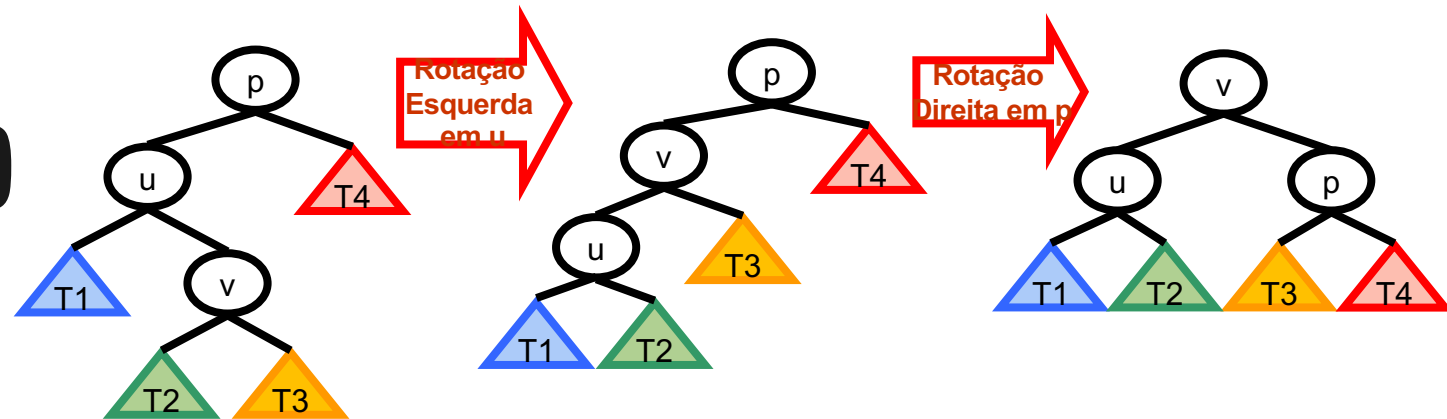 p
u
T4
T1
v
T2
T3
Rotação
Esquerda
em u
p
v
T4
u
T3
T1
T2
Rotação
Direita em p
v
u
p
T1
T2
T3
T4